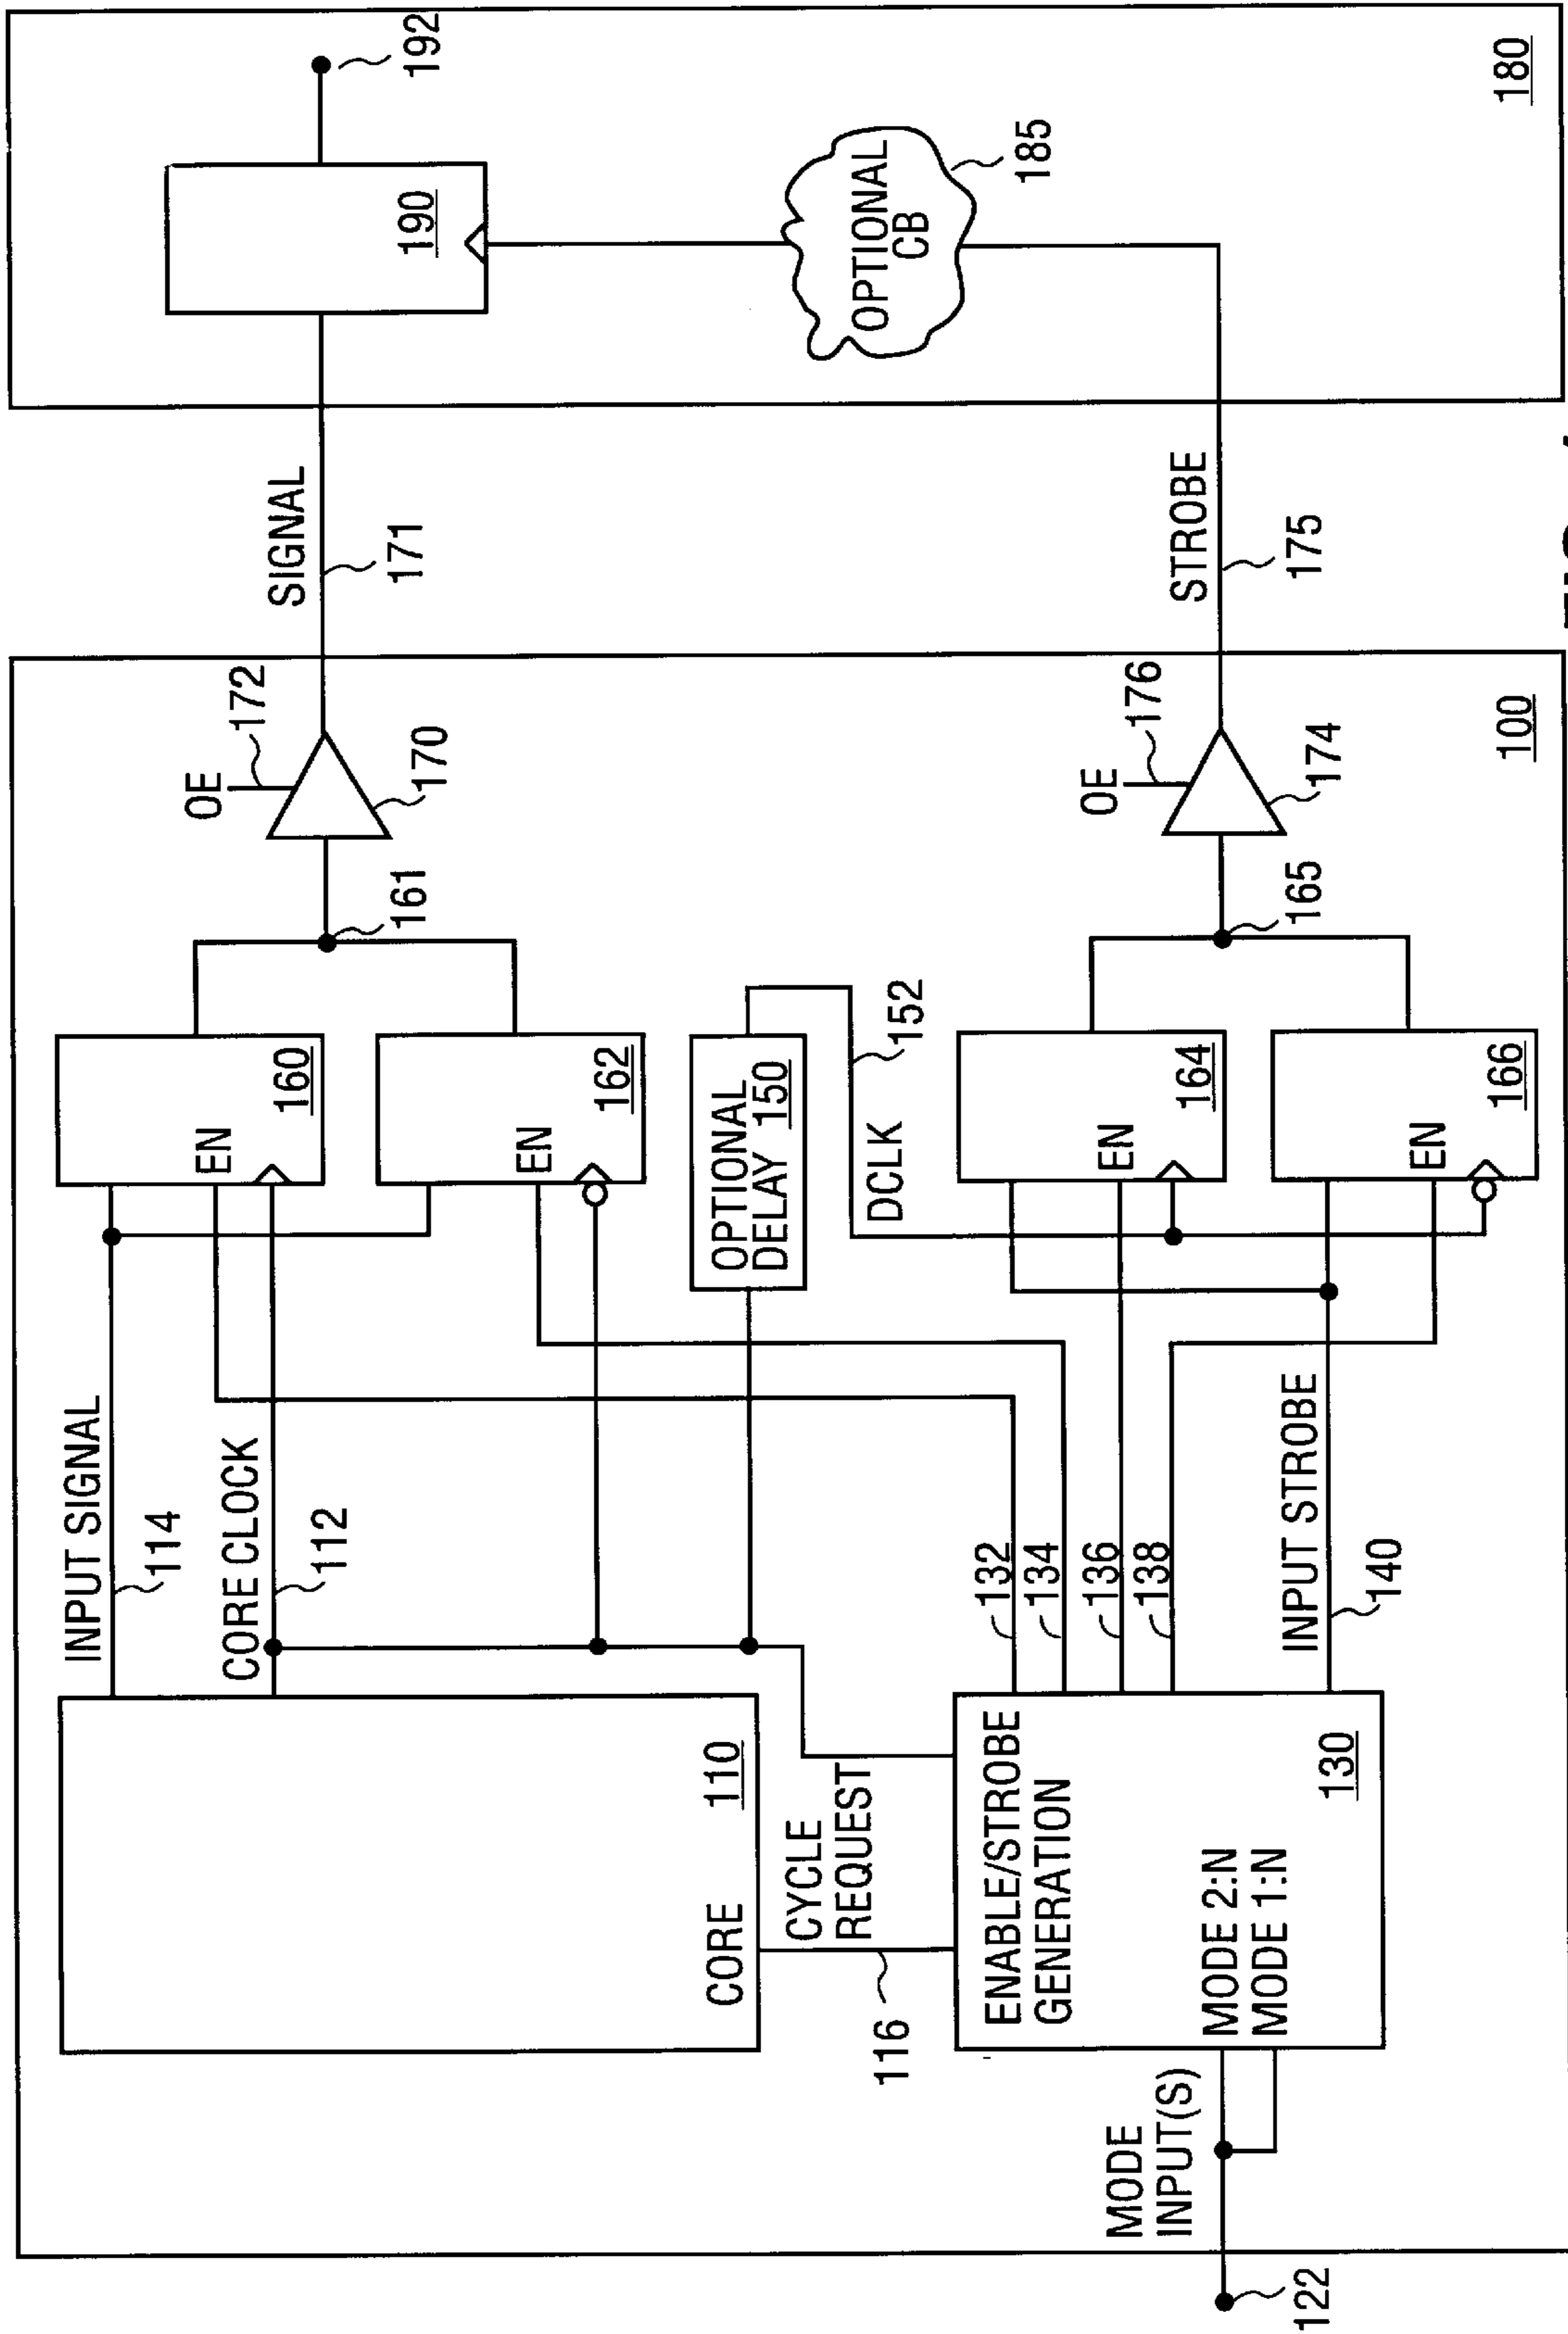 INPUT SIGNAL
114
CORE CLOCK
112
CORE
110
CYCLE
REQUEST
116
MODE
INPUT(S)
122
ENABLE/STROBE
GENERATION
MODE 2:N
MODE 1:N
130
132
134
136
138
INPUT STROBE
140
EN
160
EN
162
OPTIONAL
DELAY 150
152
DCLK
EN
164
EN
166
161
165
OE
172
170
OE
176
174
100
SIGNAL
171
STROBE
175
190
192
OPTIONAL
CB
185
180